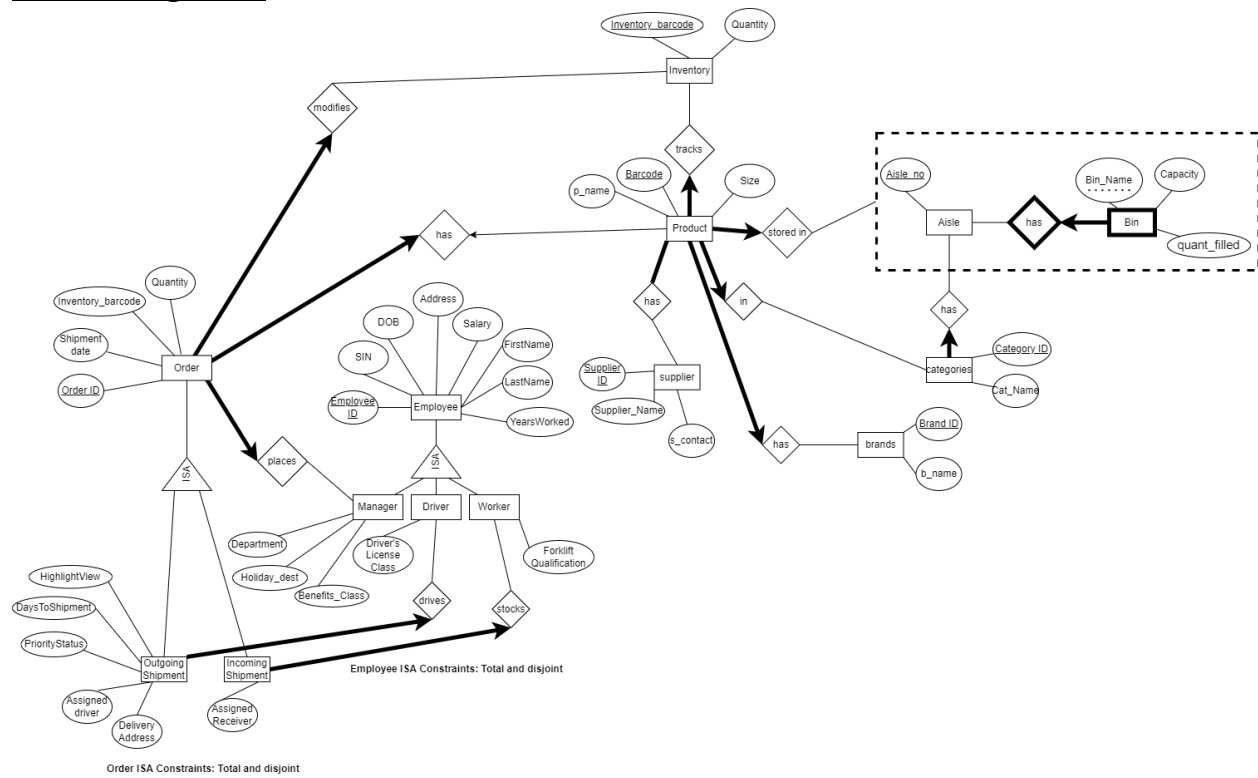 Inventory_barcode
Quantity
Inventory
modifies
tracks
Barcode
p_name
Size
Product
stored in
Aisle_no
Aisle
has
Bin_Name
Capacity
Bin
quant_filled
has
Inventory_barcode
Quantity
Shipment
date
Order ID
Order
Address
DOB
Salary
SIN
FirstName
LastName
Employee
ID
Employee
YearsWorked
has
in
has
Supplier
ID
supplier
Supplier_Name
s_contact
categories
Category ID
Cat_Name
has
brands
Brand ID
b_name
ISA
places
ISA
Manager
Driver
Worker
Department
Holiday_dest
Benefits_Class
Driver's
License
Class
Forklift
Qualification
HighlightView
DaysToShipment
PriorityStatus
Outgoing
Shipment
Incoming
Shipment
drives
stocks
Assigned
driver
Delivery
Address
Assigned
Receiver
Employee ISA Constraints: Total and disjoint
Order ISA Constraints: Total and disjoint